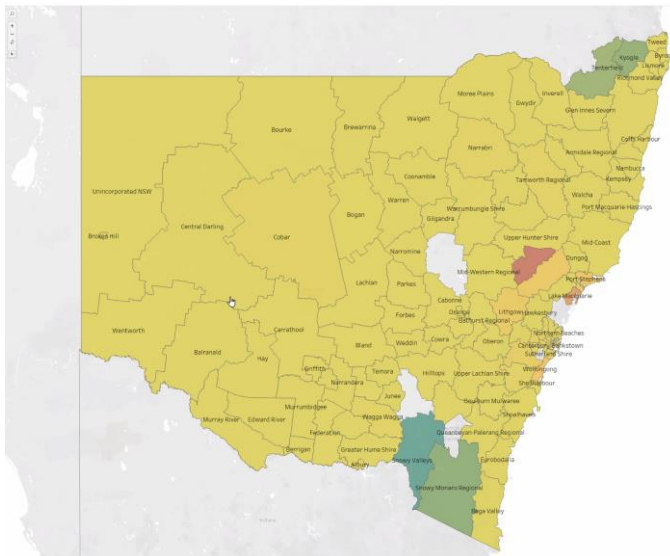 Tweed
Kyogle
Byron
Tenterfield
Lismore
Richmond Valley
Moree Plains
Inverell
Gwydir
Glen Innes Severn
Walgett
Bourke
Brewarrina
Narrabri
Coffs Harbour
Armidale Regional
Nambucca
Coonamble
Tamworth Regional
Kempsey
Unincorporated NSW
Walcha
Warren
Port Macquarie-Hastings
Bogan
Warrumbungle Shire
Gilgandra
Central Darling
Broken Hill
Cobar
Upper Hunter Shire
Mid-Coast
Narromine
Dungog
Mid-Western Regional
Port Stephens
Lachlan
Parkes
Lake Macquarie
Cabonne
Orange
Lithgow
Hawkesbury
Forbes
Bathurst Regional
Wentworth
Carrathool
Northern Beaches
Balranald
Bland
Weddin
Cowra
Oberon
Canterbury-Bankstown
Hay
Sutherland Shire
Griffith
Temora
Hilltops
Upper Lachlan Shire
Wollongong
Narrandera
Shellharbour
Junee
Goulburn Mulwaree
Murrumbidgee
Shoalhaven
Murray River
Edward River
Wagga Wagga
Federation
Queanbeyan-Palerang Regional
Berrigan
Greater Hume Shire
Albury
Snowy Valleys
Eurobodalla
Snowy Monaro Regional
Bega Valley